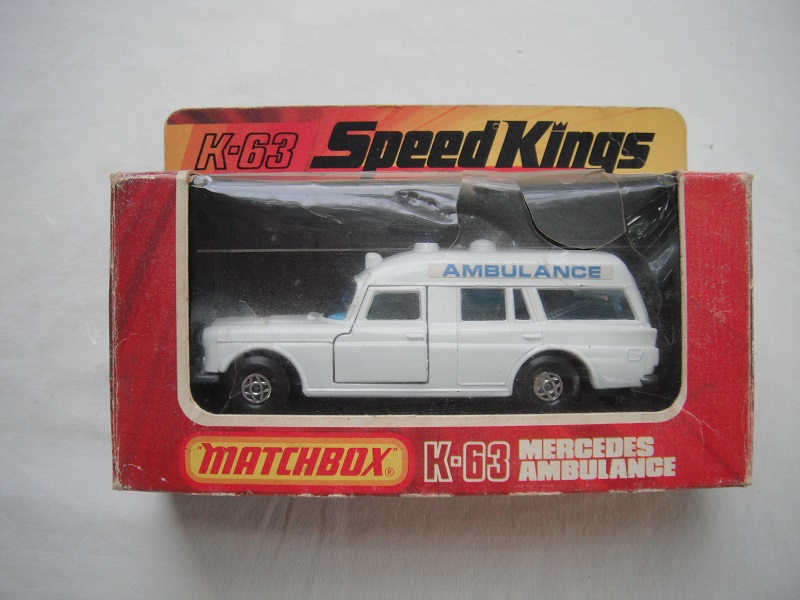 K-63 Speed Kings
AMBULANCE
"MATCHBOX"® K-63 MERCEDES
AMBULANCE